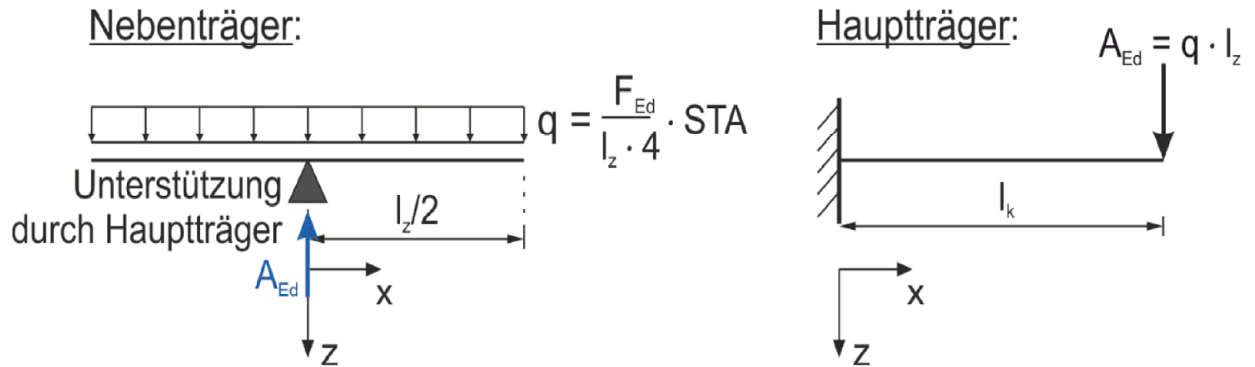 Nebenträger:
q = F_Ed / (l_z · 4) · STA
Unterstützung
durch Hauptträger
l_z/2
A_Ed
x
z
Hauptträger:
A_Ed = q · l_z
l_k
x
z